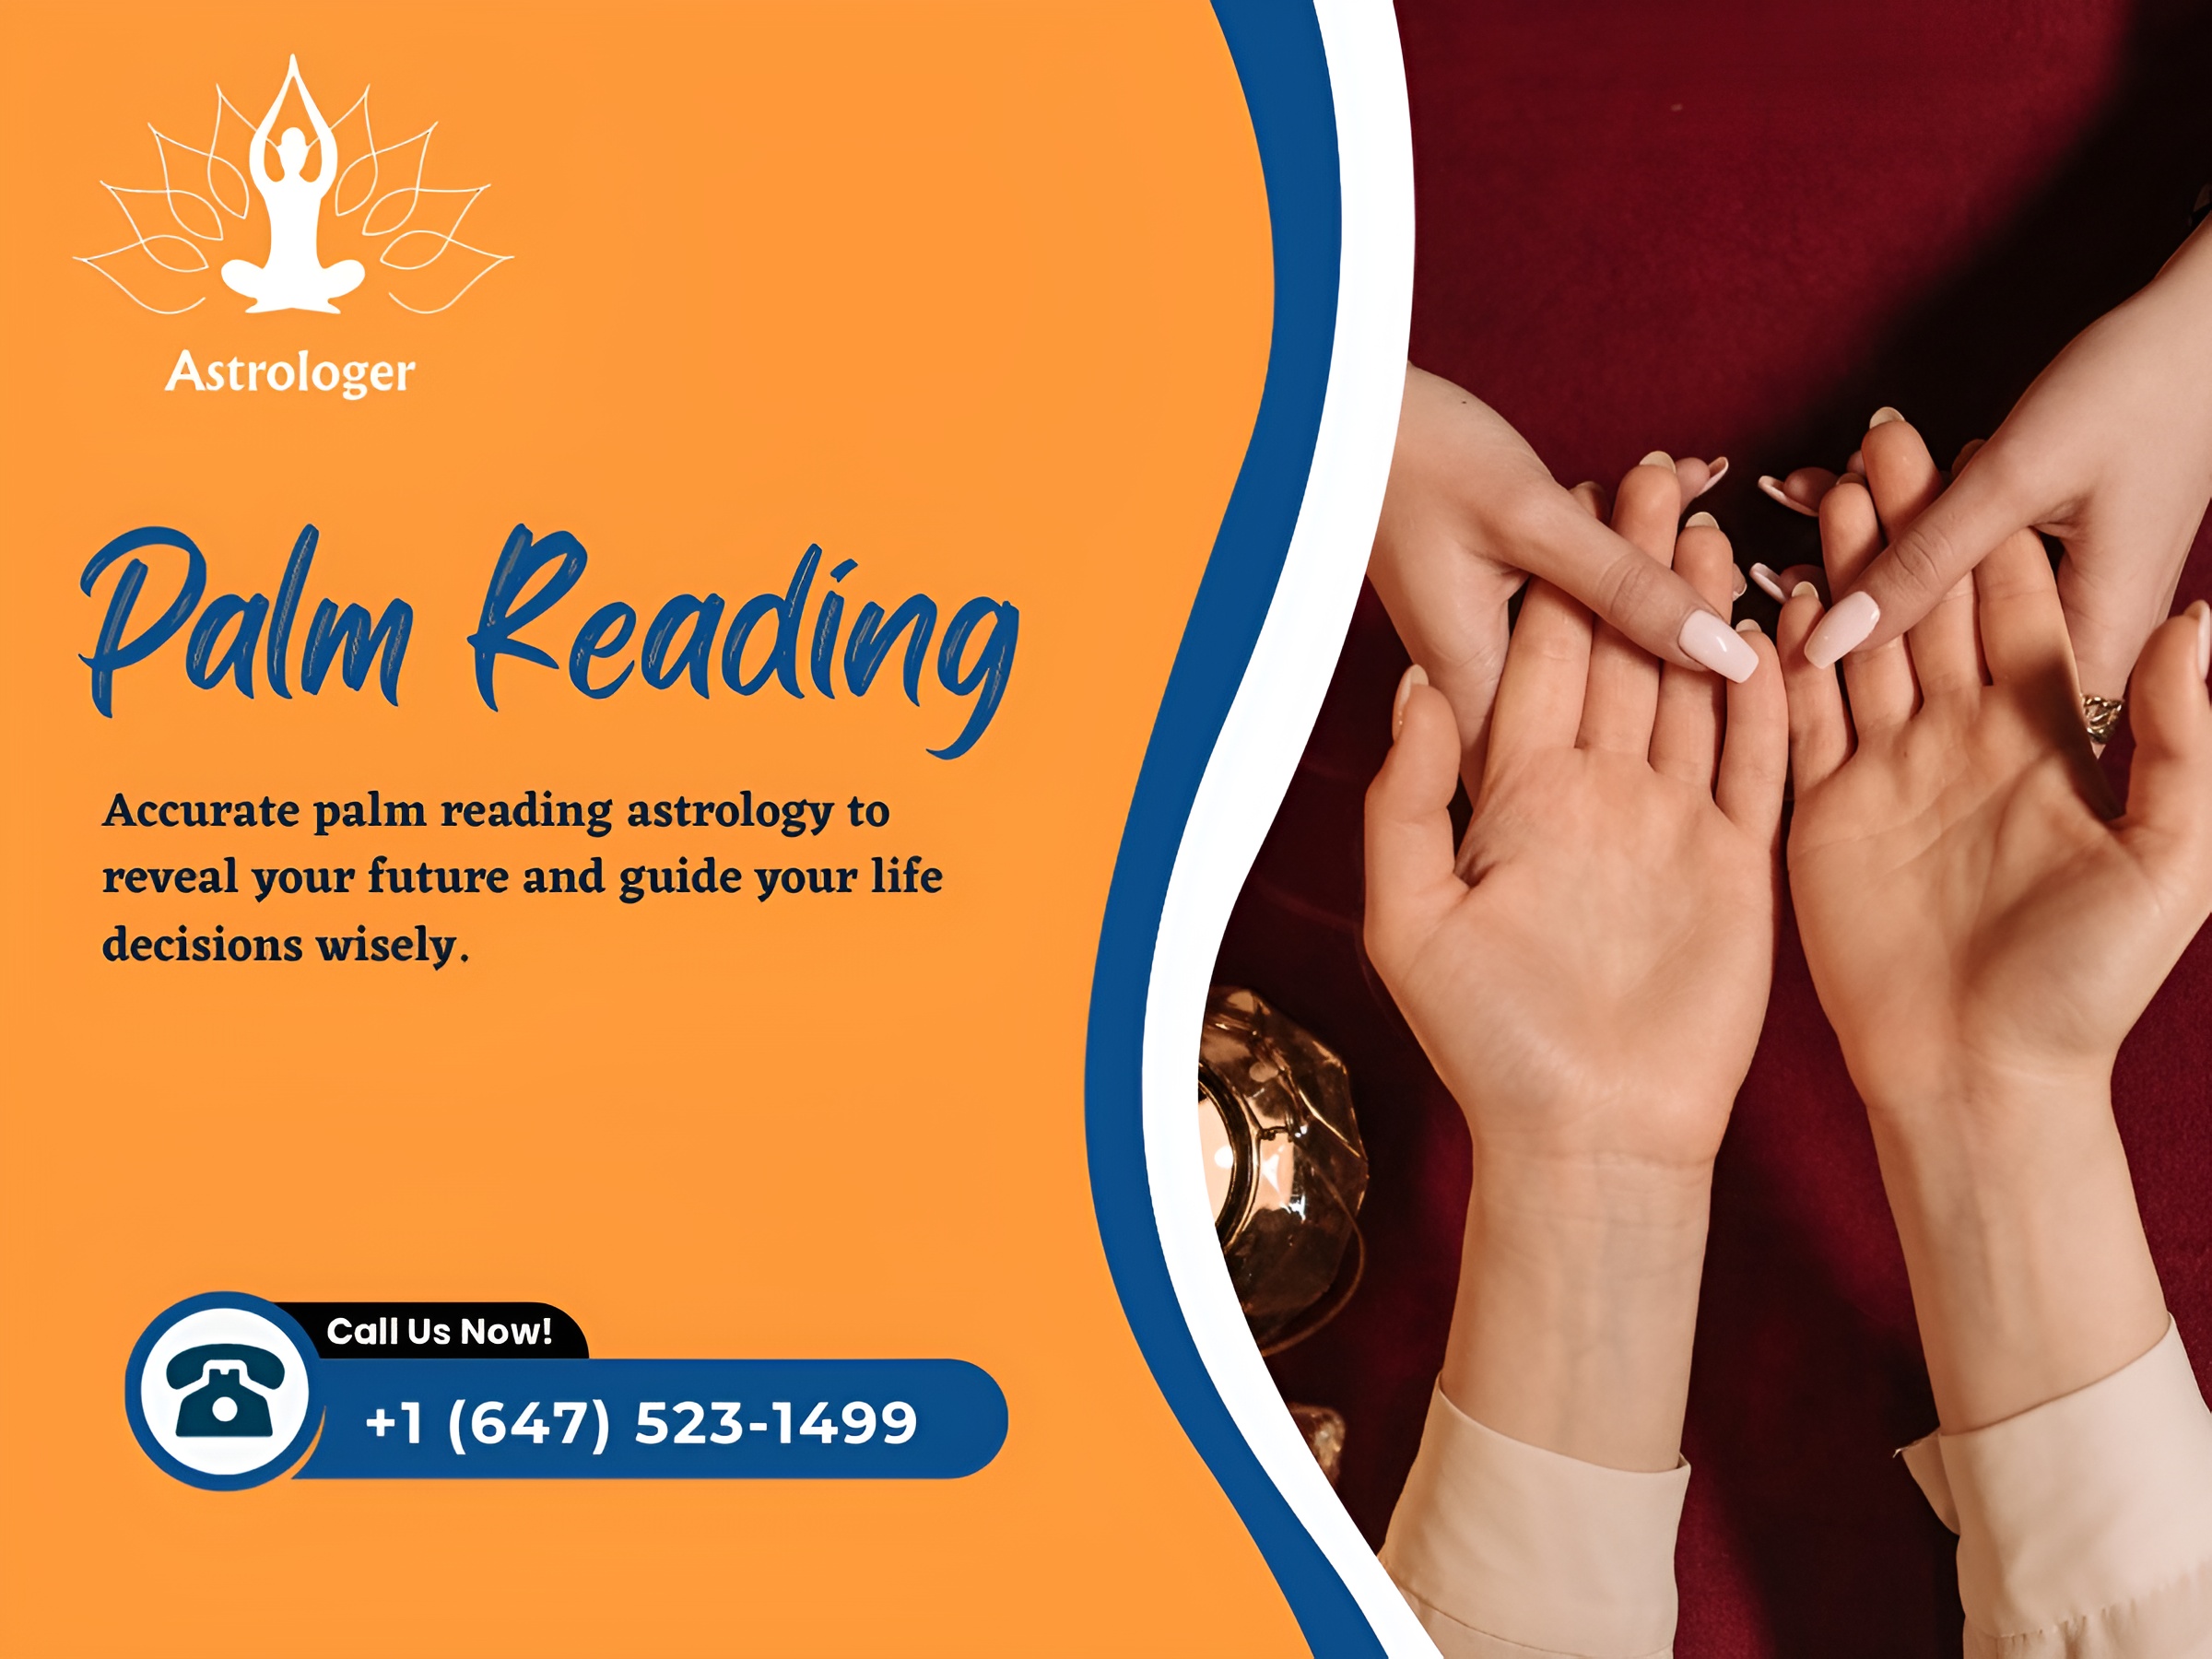 Astrologer
Palm Reading
Accurate palm reading astrology to
reveal your future and guide your life
decisions wisely.
Call Us Now!
+1 (647) 523-1499